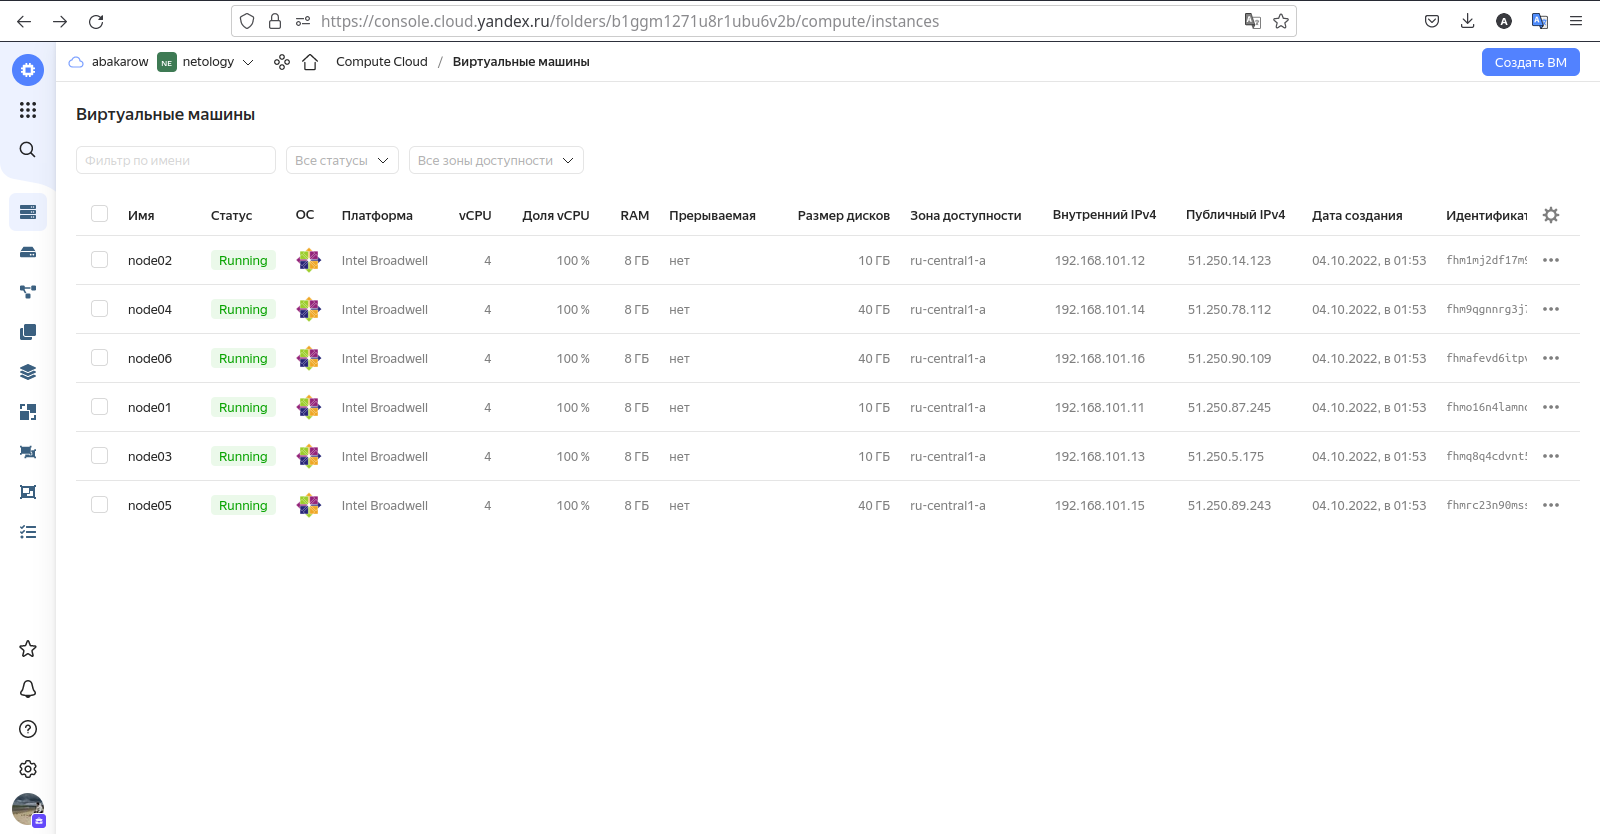 https://console.cloud.yandex.ru/folders/b1ggm1271u8r1ubu6v2b/compute/instances
abakarow NE netology Compute Cloud / Виртуальные машины Создать ВМ
Виртуальные машины
Фильтр по имени Все статусы Все зоны доступности
Имя Статус ОС Платформа vCPU Доля vCPU RAM Прерываемая Размер дисков Зона доступности Внутренний IPv4 Публичный IPv4 Дата создания Идентификат
node02 Running Intel Broadwell 4 100 % 8 ГБ нет 10 ГБ ru-central1-a 192.168.101.12 51.250.14.123 04.10.2022, в 01:53 fhm1mj2df17m
node04 Running Intel Broadwell 4 100 % 8 ГБ нет 40 ГБ ru-central1-a 192.168.101.14 51.250.78.112 04.10.2022, в 01:53 fhm9qgnnrg3j
node06 Running Intel Broadwell 4 100 % 8 ГБ нет 40 ГБ ru-central1-a 192.168.101.16 51.250.90.109 04.10.2022, в 01:53 fhmafevd6itp
node01 Running Intel Broadwell 4 100 % 8 ГБ нет 10 ГБ ru-central1-a 192.168.101.11 51.250.87.245 04.10.2022, в 01:53 fhmo16n4lamn
node03 Running Intel Broadwell 4 100 % 8 ГБ нет 10 ГБ ru-central1-a 192.168.101.13 51.250.5.175 04.10.2022, в 01:53 fhmq8q4cdvnt
node05 Running Intel Broadwell 4 100 % 8 ГБ нет 40 ГБ ru-central1-a 192.168.101.15 51.250.89.243 04.10.2022, в 01:53 fhmrc23n90ms